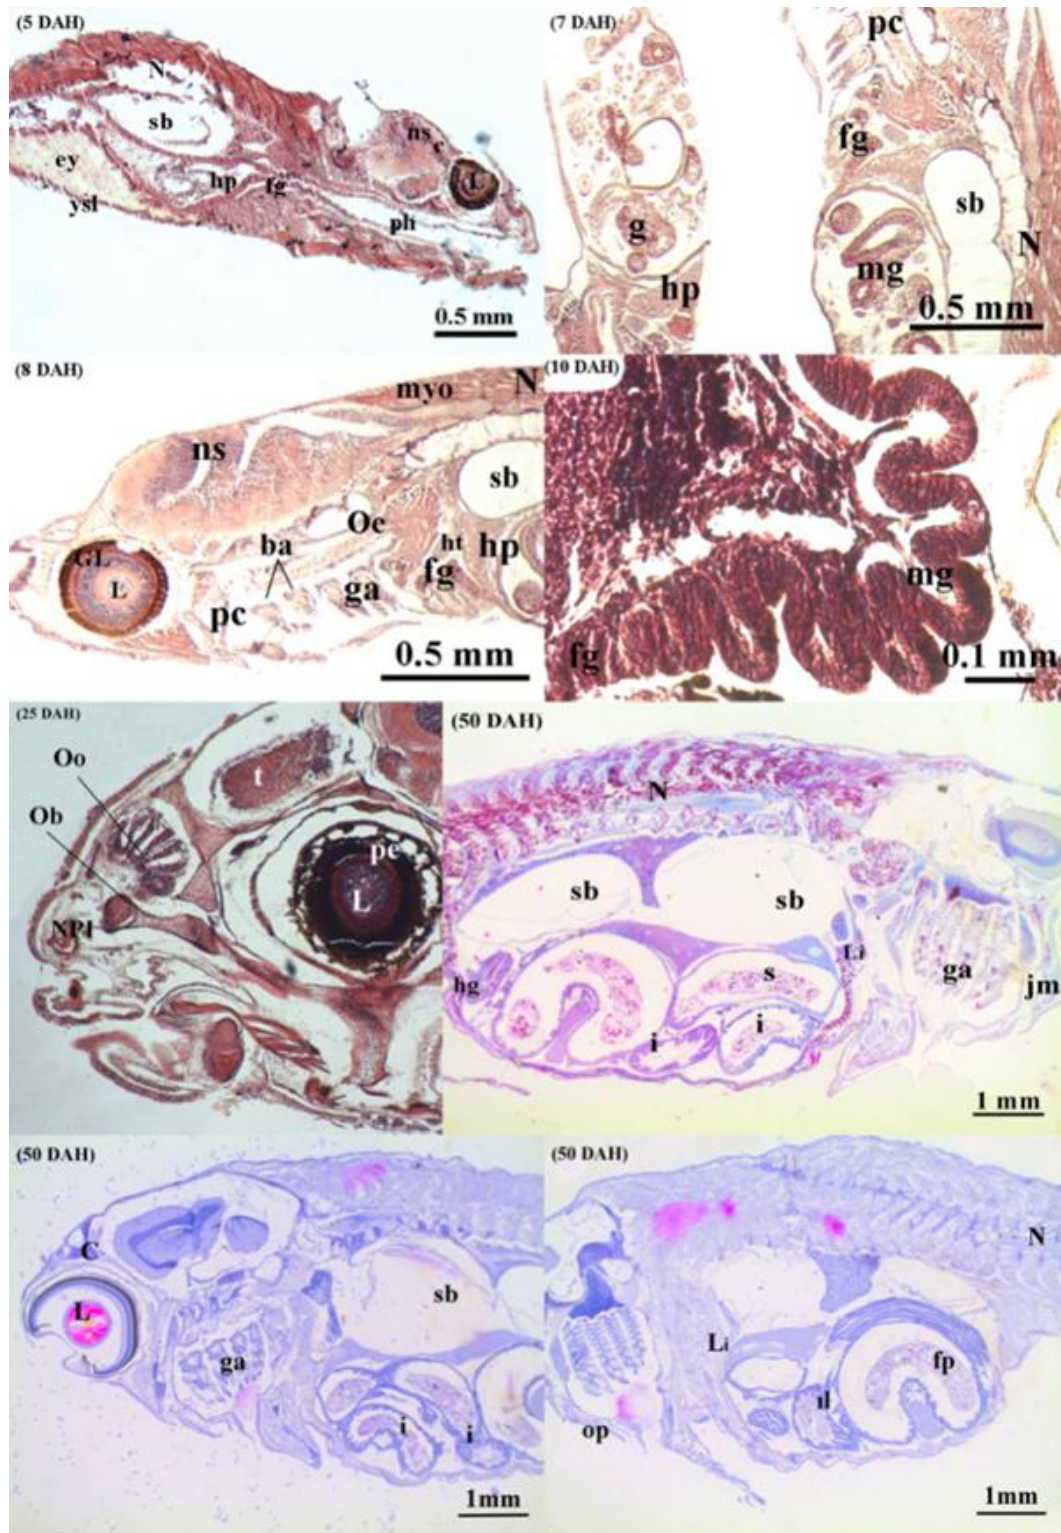 (5 DAH)
N
sb
ey
ysl
hp
fg
ns
c
L
ph
0.5 mm
(7 DAH)
pc
fg
sb
N
g
hp
mg
0.5 mm
(8 DAH)
myo
N
ns
sb
Oe
ba
ht
hp
GL
L
pc
ga
fg
0.5 mm
(10 DAH)
mg
fg
0.1 mm
(25 DAH)
Oo
t
Ob
pe
L
NPI
(50 DAH)
N
sb
sb
hg
s
Li
ga
jm
i
i
1 mm
(50 DAH)
C
L
sb
ga
i
i
1mm
(50 DAH)
N
Li
fp
il
op
1mm